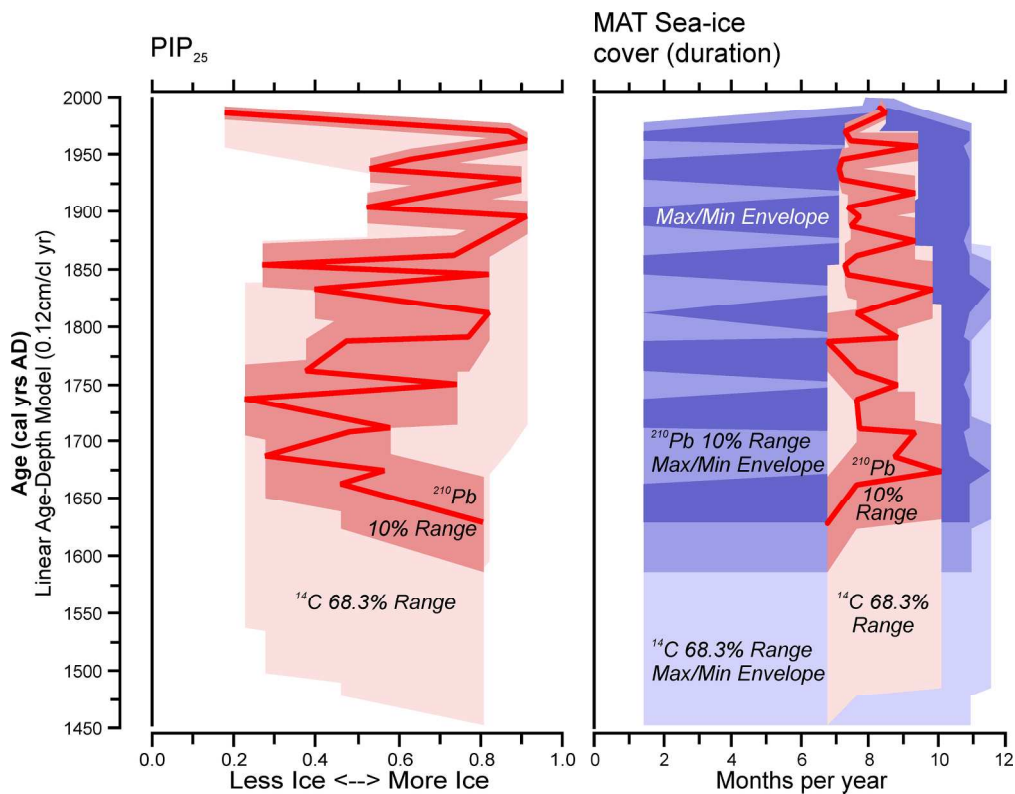 PIP25
MAT Sea-ice
cover (duration)
Age (cal yrs AD)
Linear Age-Depth Model (0.12cm/cl yr)
2000
1950
1900
1850
1800
1750
1700
1650
1600
1550
1500
1450
210Pb
10% Range
14C 68.3% Range
0.0 0.2 0.4 0.6 0.8 1.0
Less Ice <--> More Ice
Max/Min Envelope
210Pb 10% Range
Max/Min Envelope
210Pb
10%
Range
14C 68.3%
Range
14C 68.3% Range
Max/Min Envelope
0 2 4 6 8 10 12
Months per year